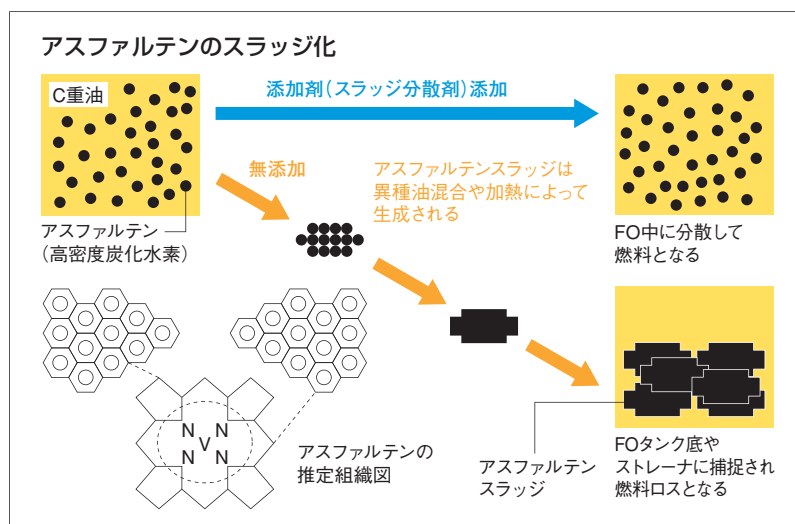 アスファルテンのスラッジ化
C重油
添加剤（スラッジ分散剤）添加
無添加
アスファルテンスラッジは
異種油混合や加熱によって
生成される
アスファルテン
（高密度炭化水素）
FO中に分散して
燃料となる
N N
V
N N
アスファルテンの
推定組織図
アスファルテン
スラッジ
FOタンク底や
ストレーナに捕捉され
燃料ロスとなる